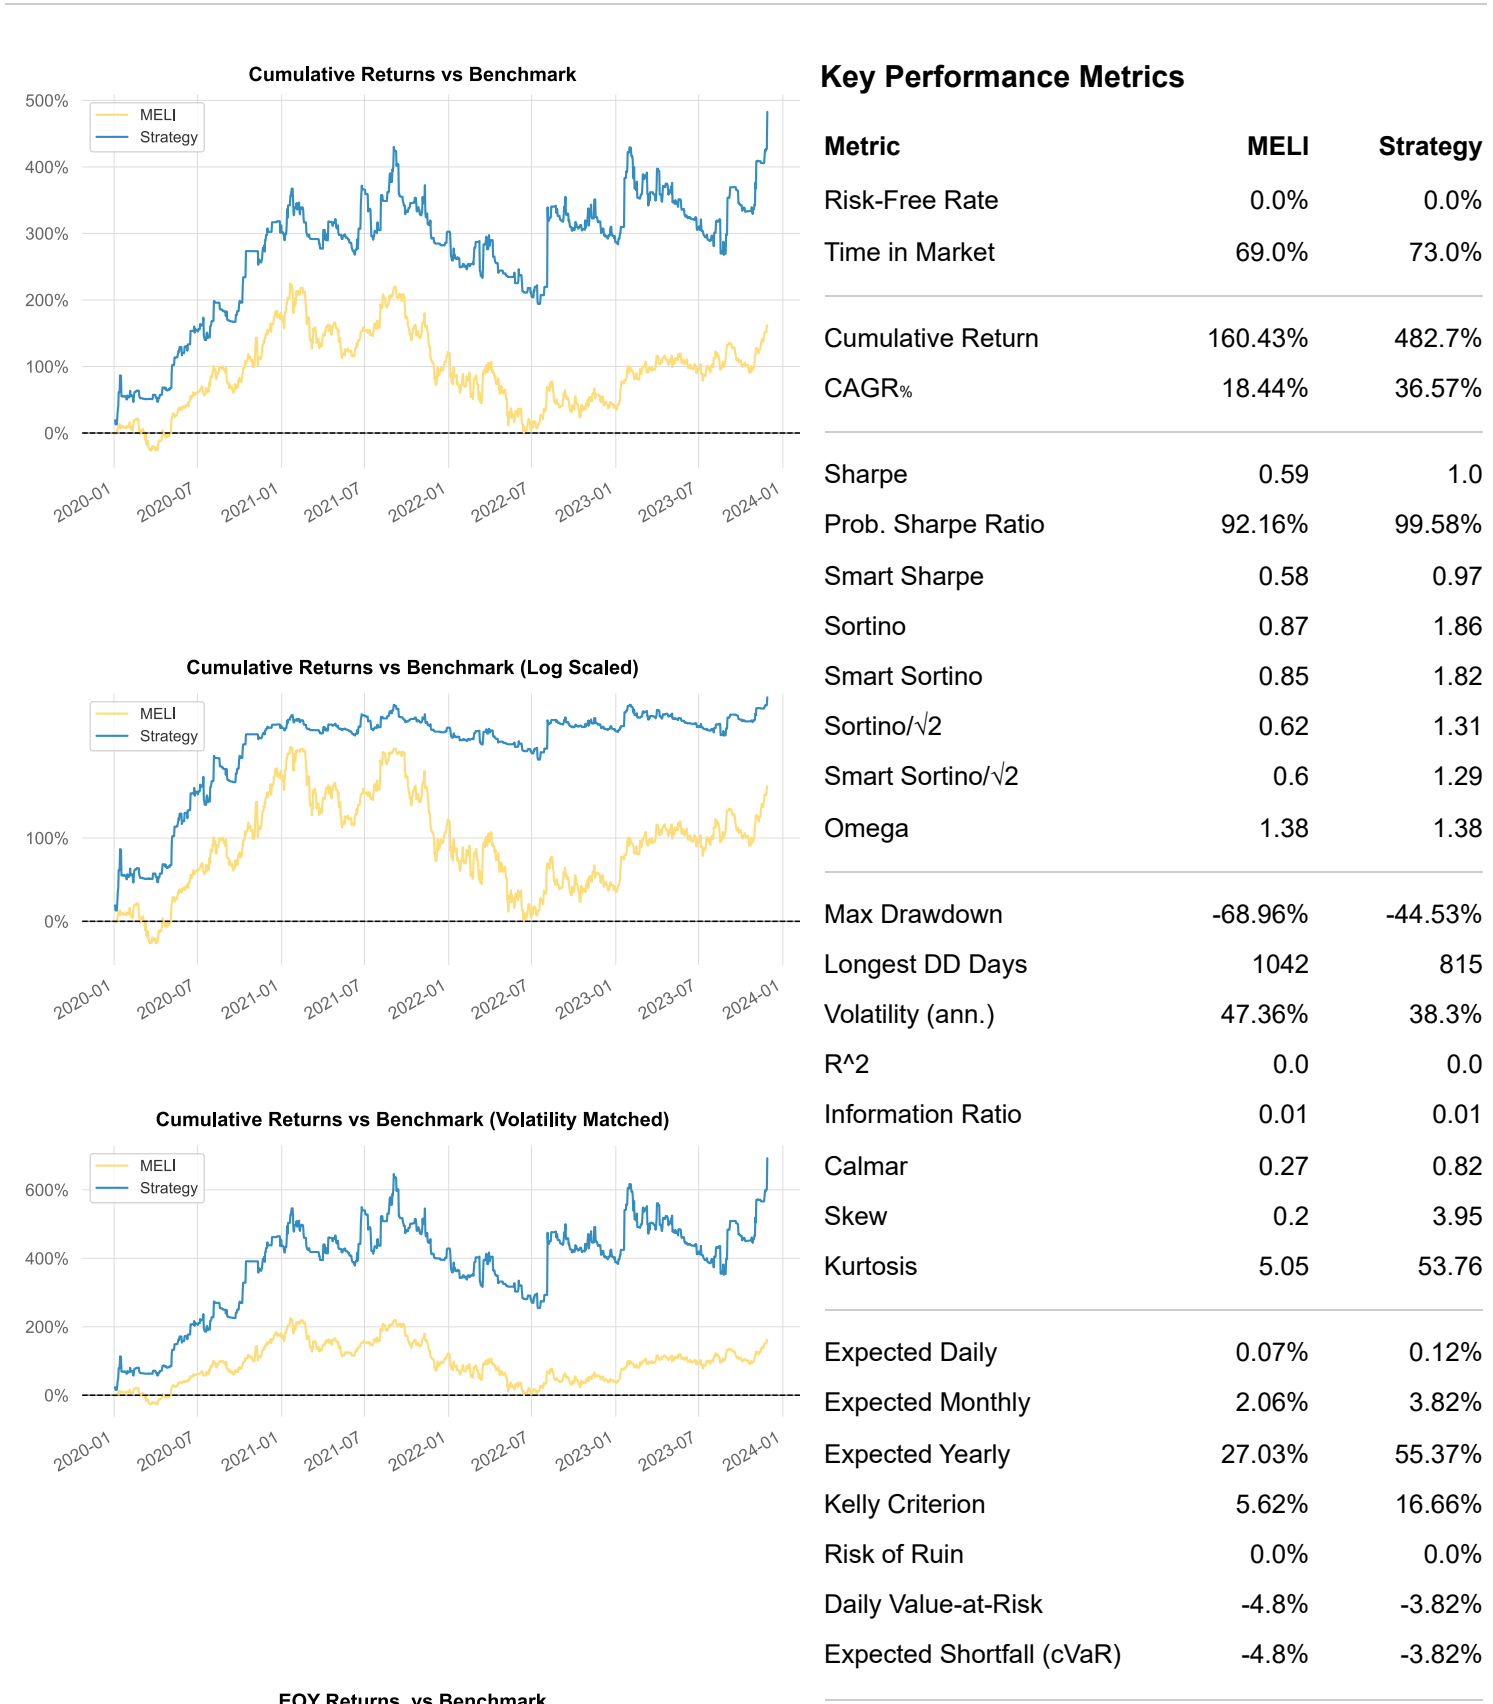 Cumulative Returns vs Benchmark
500%
400%
300%
200%
100%
0%
MELI
Strategy
2020-01
2020-07
2021-01
2021-07
2022-01
2022-07
2023-01
2023-07
2024-01
Cumulative Returns vs Benchmark (Log Scaled)
MELI
Strategy
100%
0%
2020-01
2020-07
2021-01
2021-07
2022-01
2022-07
2023-01
2023-07
2024-01
Cumulative Returns vs Benchmark (Volatility Matched)
MELI
Strategy
600%
400%
200%
0%
2020-01
2020-07
2021-01
2021-07
2022-01
2022-07
2023-01
2023-07
2024-01
EOY Returns vs Benchmark
Key Performance Metrics
Metric MELI Strategy
Risk-Free Rate 0.0% 0.0%
Time in Market 69.0% 73.0%
Cumulative Return 160.43% 482.7%
CAGR% 18.44% 36.57%
Sharpe 0.59 1.0
Prob. Sharpe Ratio 92.16% 99.58%
Smart Sharpe 0.58 0.97
Sortino 0.87 1.86
Smart Sortino 0.85 1.82
Sortino/√2 0.62 1.31
Smart Sortino/√2 0.6 1.29
Omega 1.38 1.38
Max Drawdown -68.96% -44.53%
Longest DD Days 1042 815
Volatility (ann.) 47.36% 38.3%
R^2 0.0 0.0
Information Ratio 0.01 0.01
Calmar 0.27 0.82
Skew 0.2 3.95
Kurtosis 5.05 53.76
Expected Daily 0.07% 0.12%
Expected Monthly 2.06% 3.82%
Expected Yearly 27.03% 55.37%
Kelly Criterion 5.62% 16.66%
Risk of Ruin 0.0% 0.0%
Daily Value-at-Risk -4.8% -3.82%
Expected Shortfall (cVaR) -4.8% -3.82%